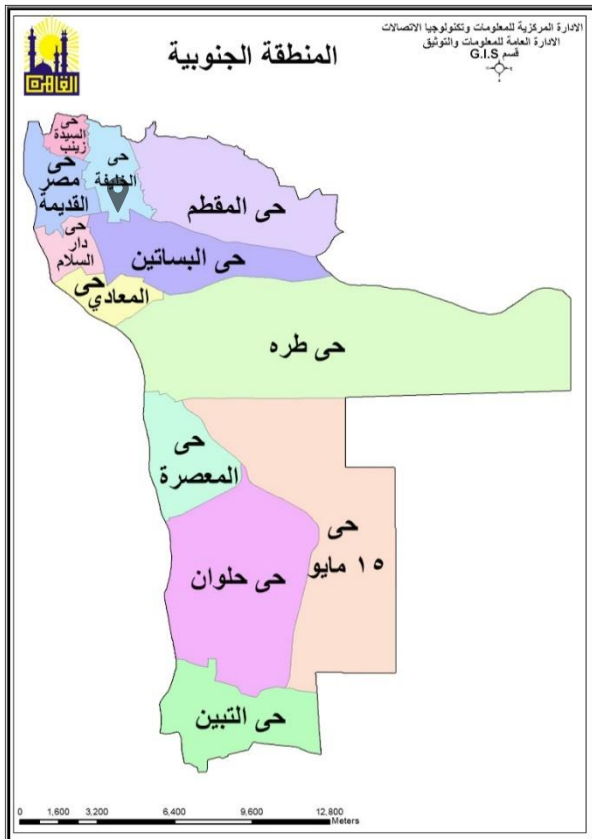 الادارة المركزية للمعلومات وتكنولوجيا الاتصالات
الادارة العامة للمعلومات والتوثيق
قسم G.I.S
المنطقة الجنوبية
القاهرة
حى
السيدة
زينب
حى
الخليفة
حى
مصر
القديمة
حى المقطم
حى
دار
السلام
حى البساتين
حى
المعادي
حى طره
حى
المعصرة
حى
١٥ مايو
حى حلوان
حى التبين
0 1,600 3,200 6,400 9,600 12,800
Meters